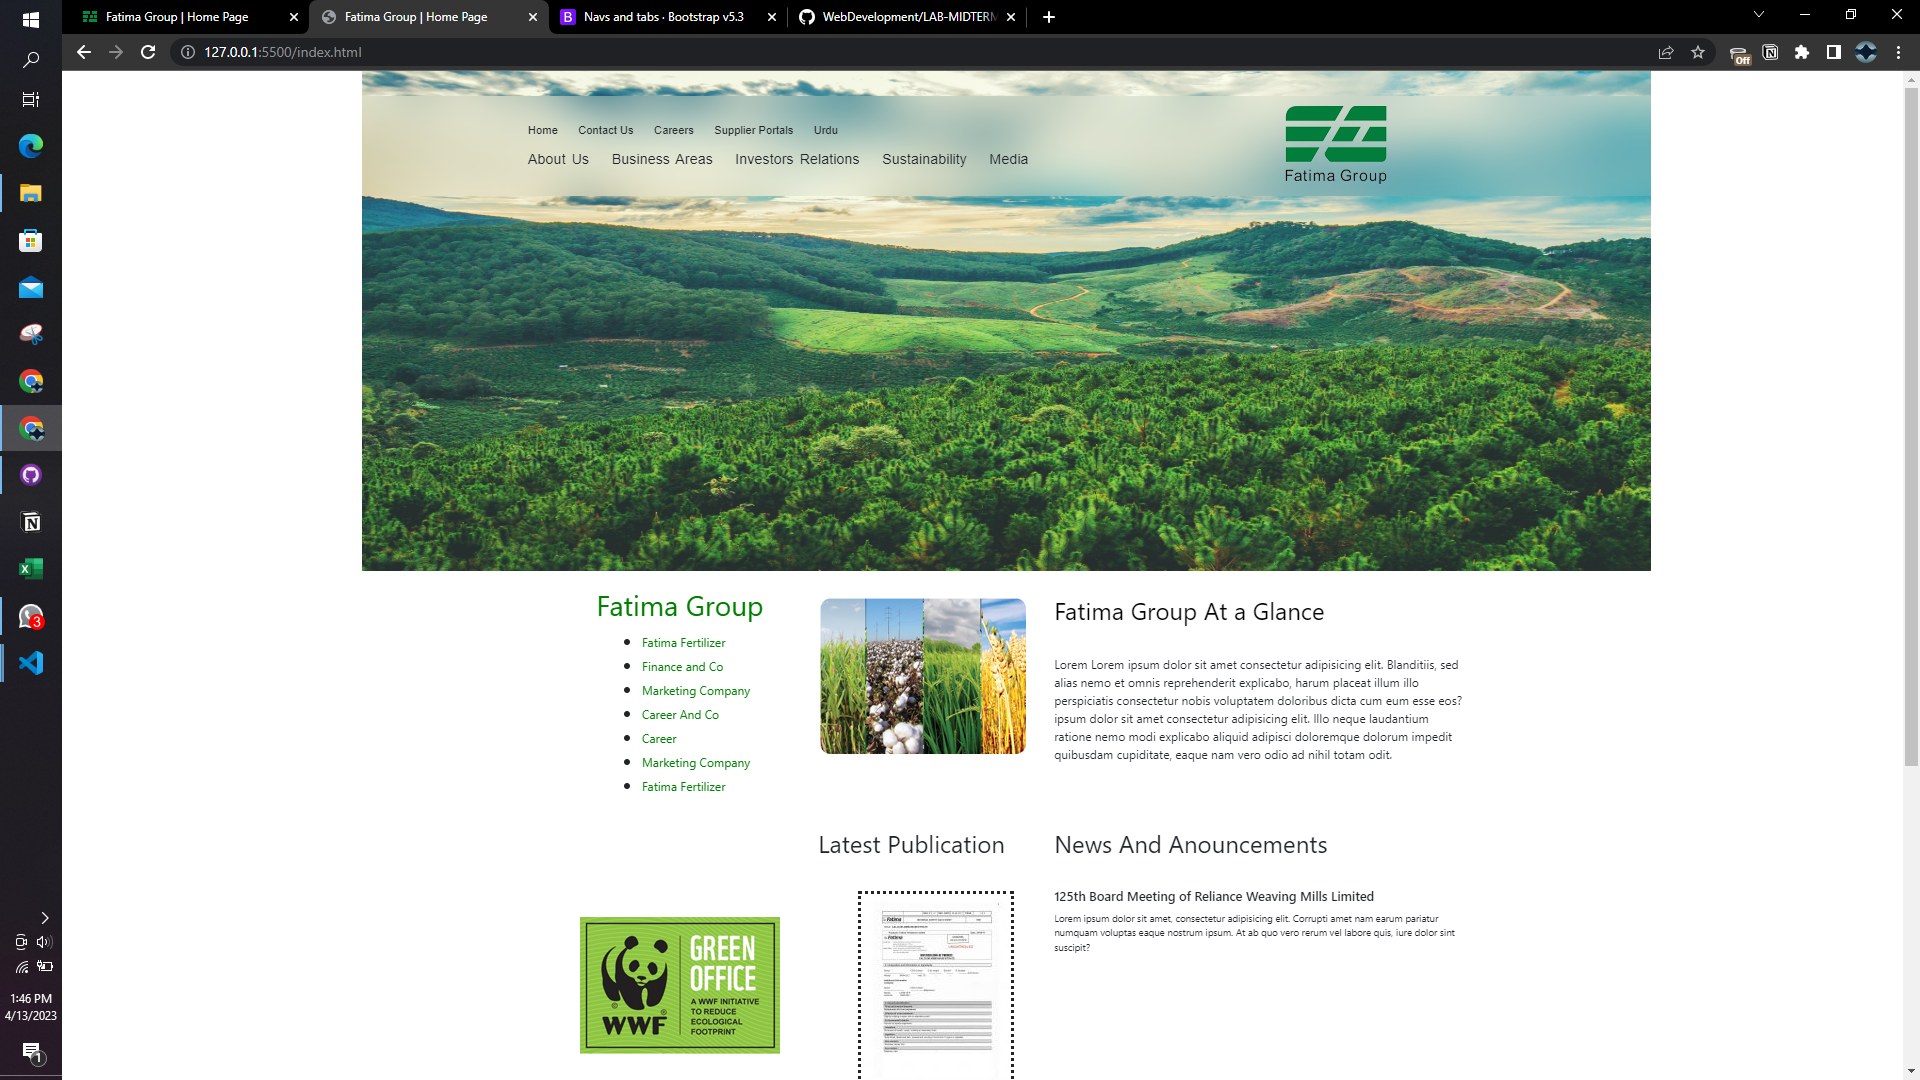 Fatima Group | Home Page
Fatima Group | Home Page
Navs and tabs · Bootstrap v5.3
WebDevelopment/LAB-MIDTERM
127.0.0.1:5500/index.html
Off
Home Contact Us Careers Supplier Portals Urdu
About Us Business Areas Investors Relations Sustainability Media
Fatima Group
Fatima Group
Fatima Fertilizer
Finance and Co
Marketing Company
Career And Co
Career
Marketing Company
Fatima Fertilizer
Fatima Group At a Glance
Lorem Lorem ipsum dolor sit amet consectetur adipisicing elit. Blanditiis, sed
alias nemo et omnis reprehenderit explicabo, harum placeat illum illo
perspiciatis consectetur nobis voluptatem doloribus dicta cum eum esse eos?
ipsum dolor sit amet consectetur adipisicing elit. Illo neque laudantium
ratione nemo modi explicabo aliquid adipisci doloremque dolorum impedit
quibusdam cupiditate, eaque nam vero odio ad nihil totam odit.
Latest Publication
News And Anouncements
125th Board Meeting of Reliance Weaving Mills Limited
Lorem ipsum dolor sit amet, consectetur adipisicing elit. Corrupti amet nam earum pariatur
numquam voluptas eaque nostrum ipsum. At ab quo vero rerum vel labore quis, iure dolor sint
suscipit?
GREEN
OFFICE
A WWF INITIATIVE
TO REDUCE
ECOLOGICAL
FOOTPRINT
WWF
Fatima
Fatima
3
1:46 PM
4/13/2023
1